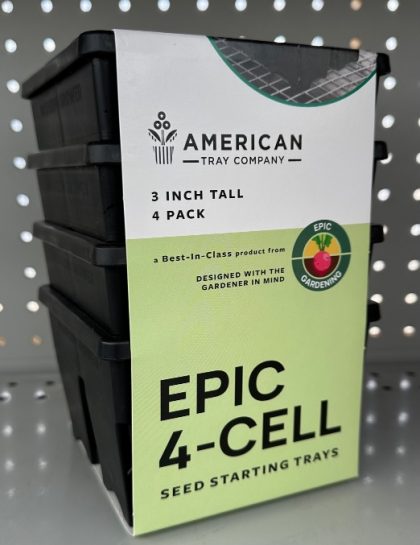 AMERICAN
TRAY COMPANY
3 INCH TALL
4 PACK
a Best-In-Class product from
DESIGNED WITH THE
GARDENER IN MIND
EPIC
GARDENING
EPIC
4-CELL
SEED STARTING TRAYS